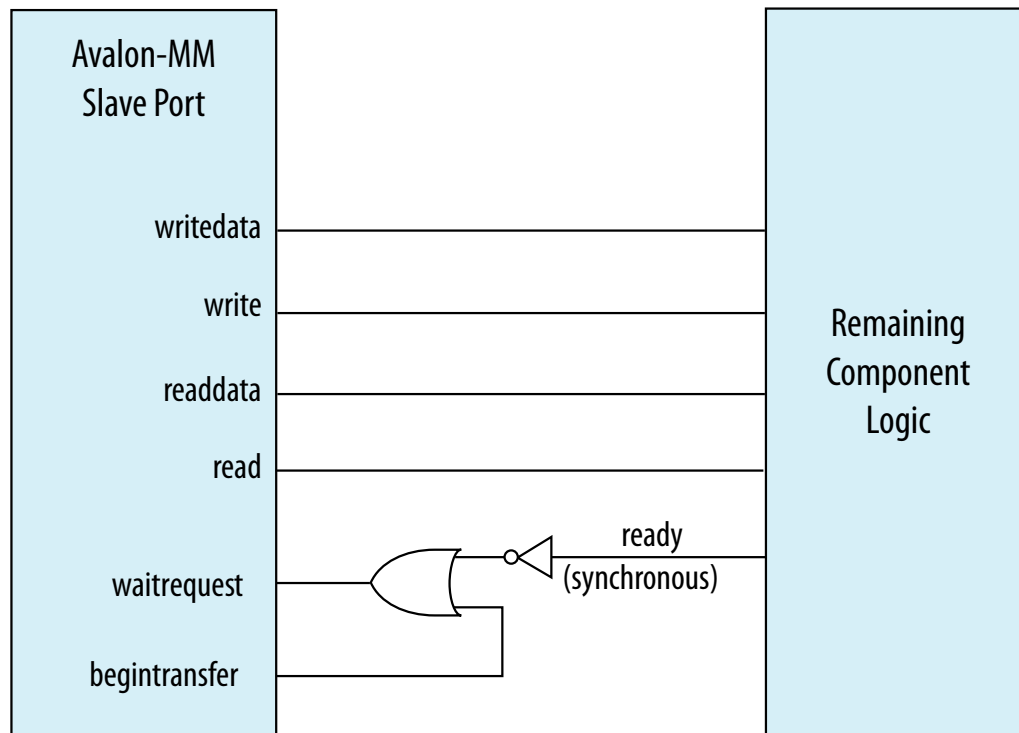 Avalon-MM
Slave Port
writedata
write
readdata
read
waitrequest
begintransfer
ready
(synchronous)
Remaining
Component
Logic